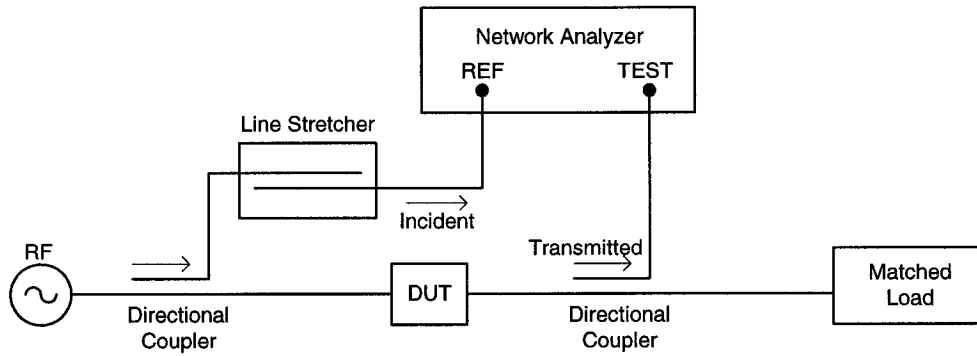 Network Analyzer
REF
TEST
Line Stretcher
Incident
Transmitted
RF
DUT
Matched
Load
Directional
Coupler
Directional
Coupler